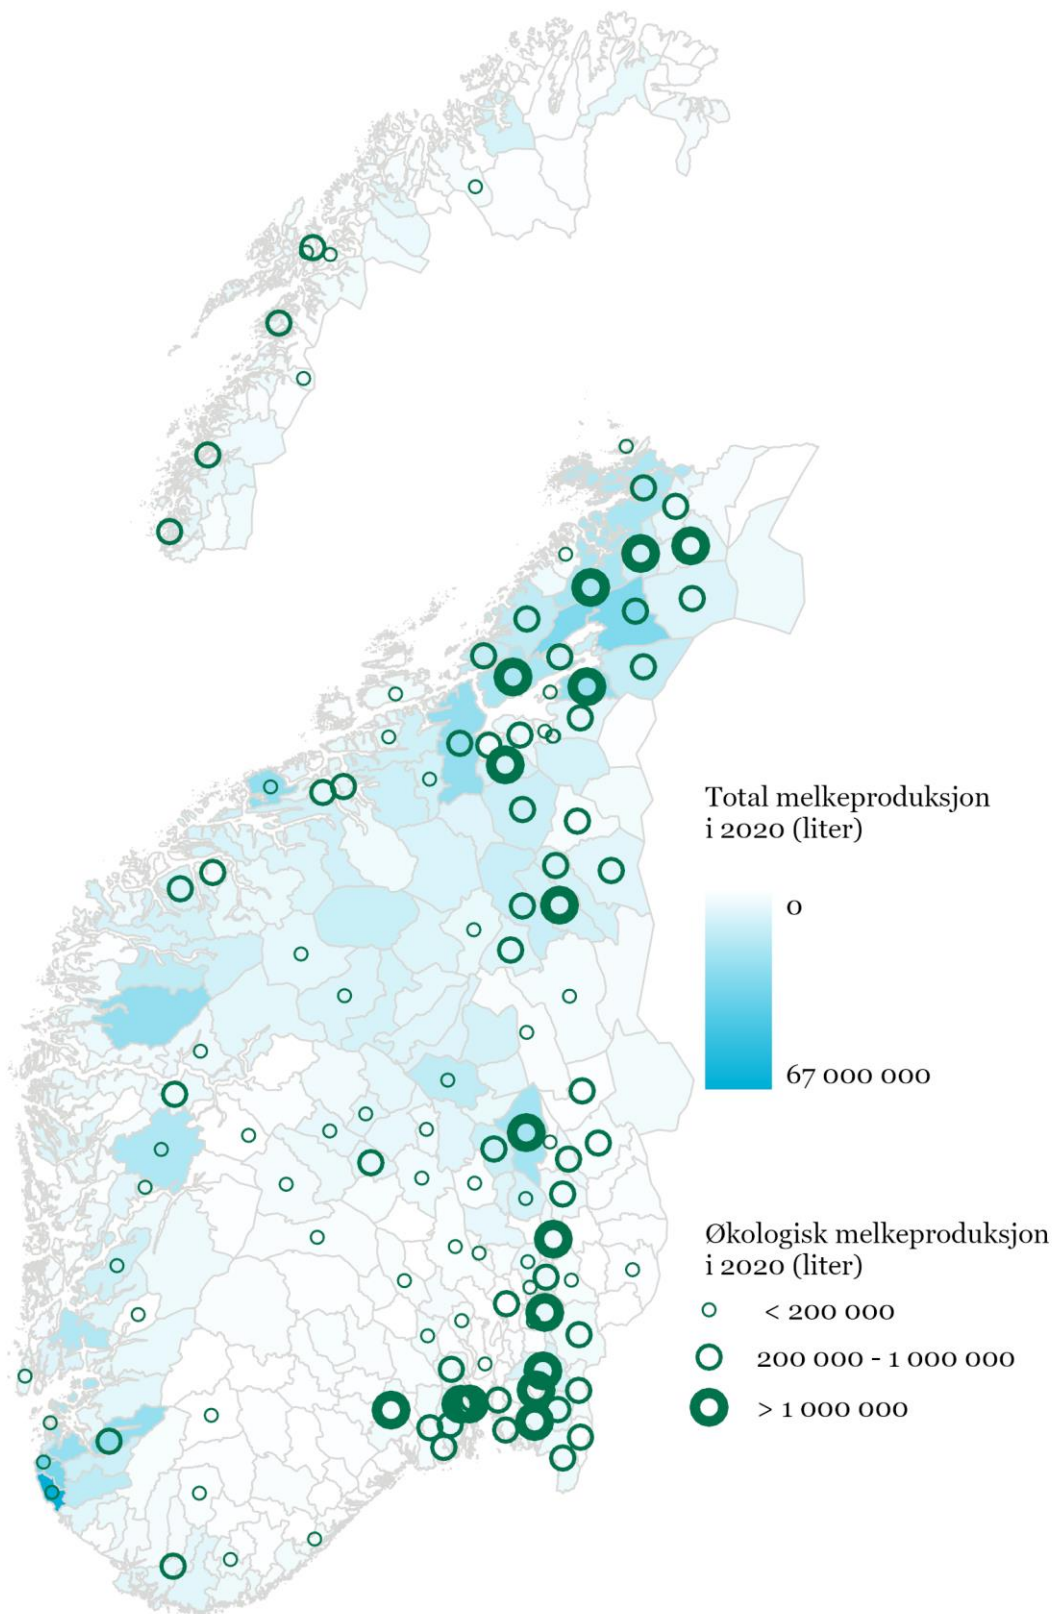 Total melkeproduksjon
i 2020 (liter)
0
67 000 000
Økologisk melkeproduksjon
i 2020 (liter)
< 200 000
200 000 - 1 000 000
> 1 000 000